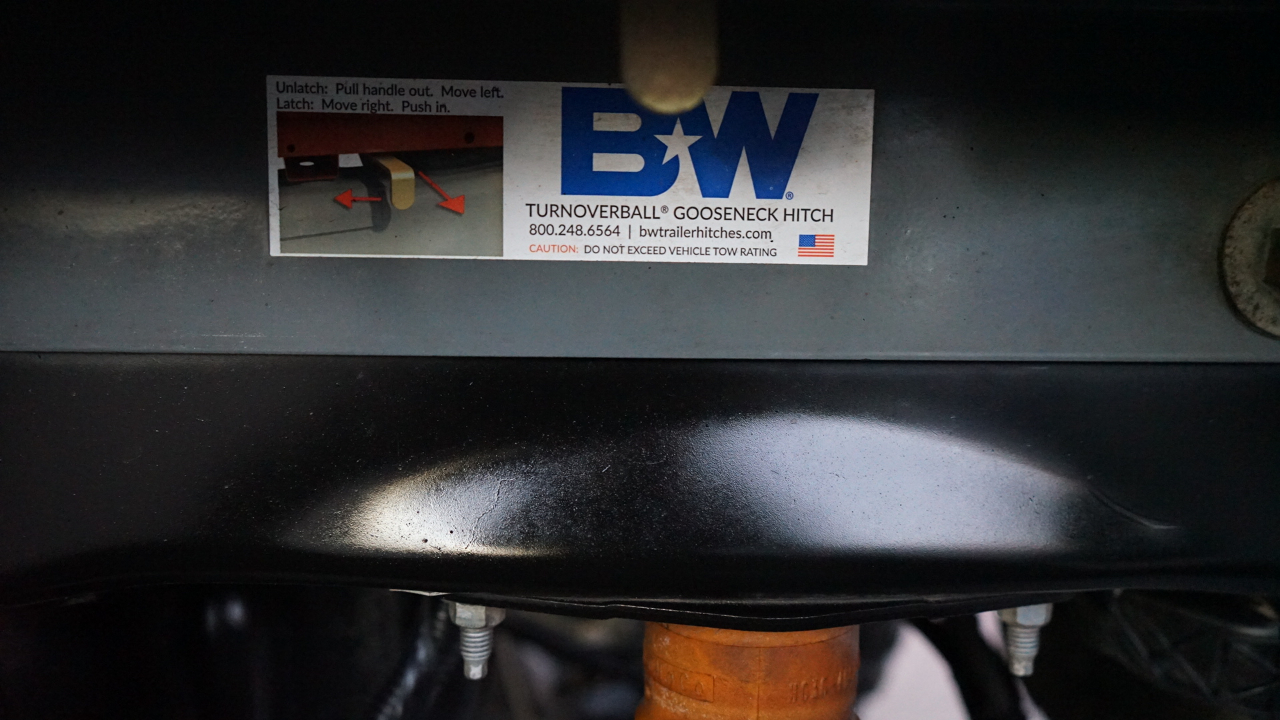 Unlatch: Pull handle out. Move left.
Latch: Move right. Push in.
B W®
TURNOVERBALL® GOOSENECK HITCH
800.248.6564 | bwtrailerhitches.com
CAUTION: DO NOT EXCEED VEHICLE TOW RATING